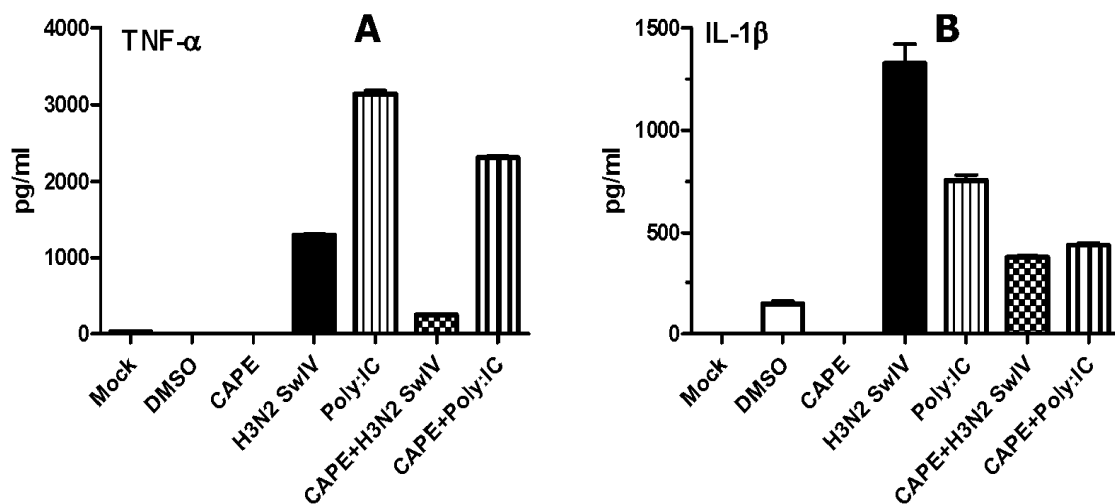 TNF-α
A
pg/ml
4000
3000
2000
1000
0
Mock
DMSO
CAPE
H3N2 SwIV
Poly:IC
CAPE+H3N2 SwIV
CAPE+Poly:IC
IL-1β
B
pg/ml
1500
1000
500
0
Mock
DMSO
CAPE
H3N2 SwIV
Poly:IC
CAPE+H3N2 SwIV
CAPE+Poly:IC